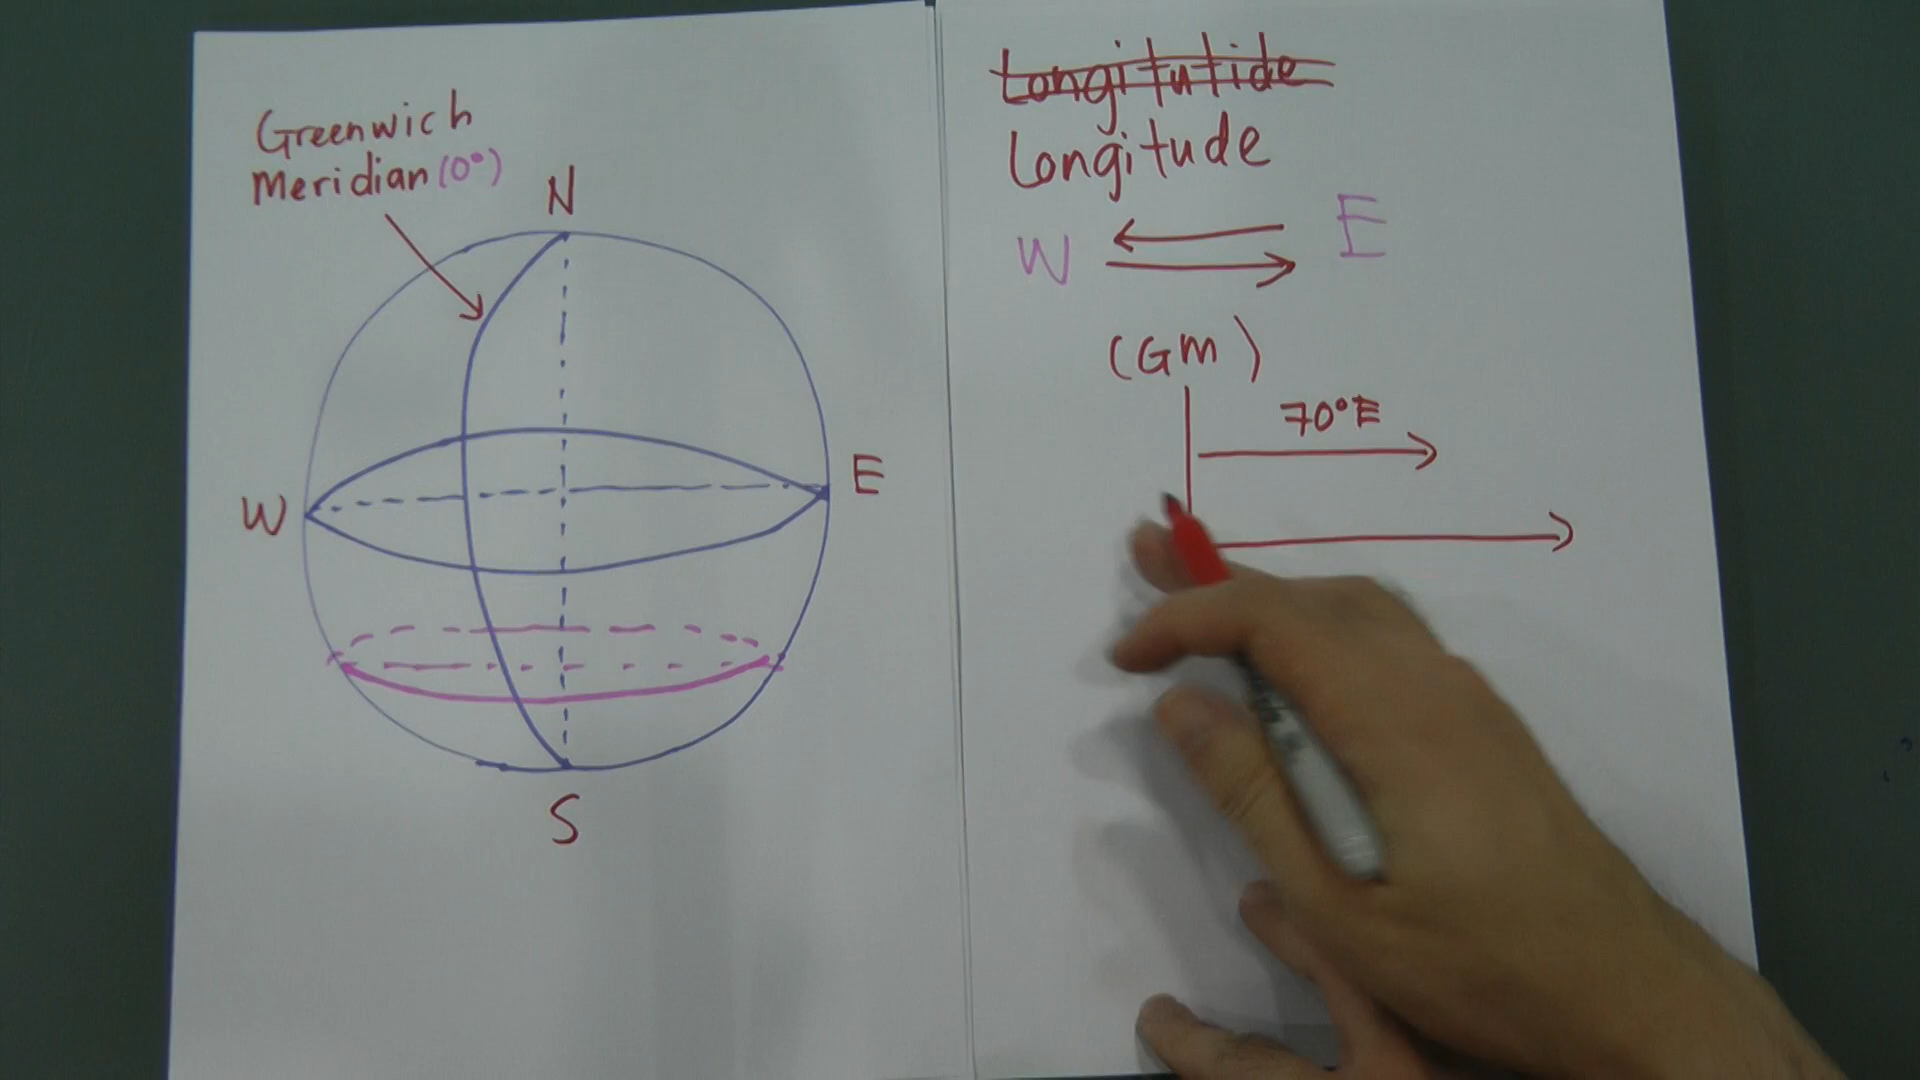 Greenwich
Meridian (0°)
N
W
E
S
Longitutide
Longitude
W E
(GM)
70°E